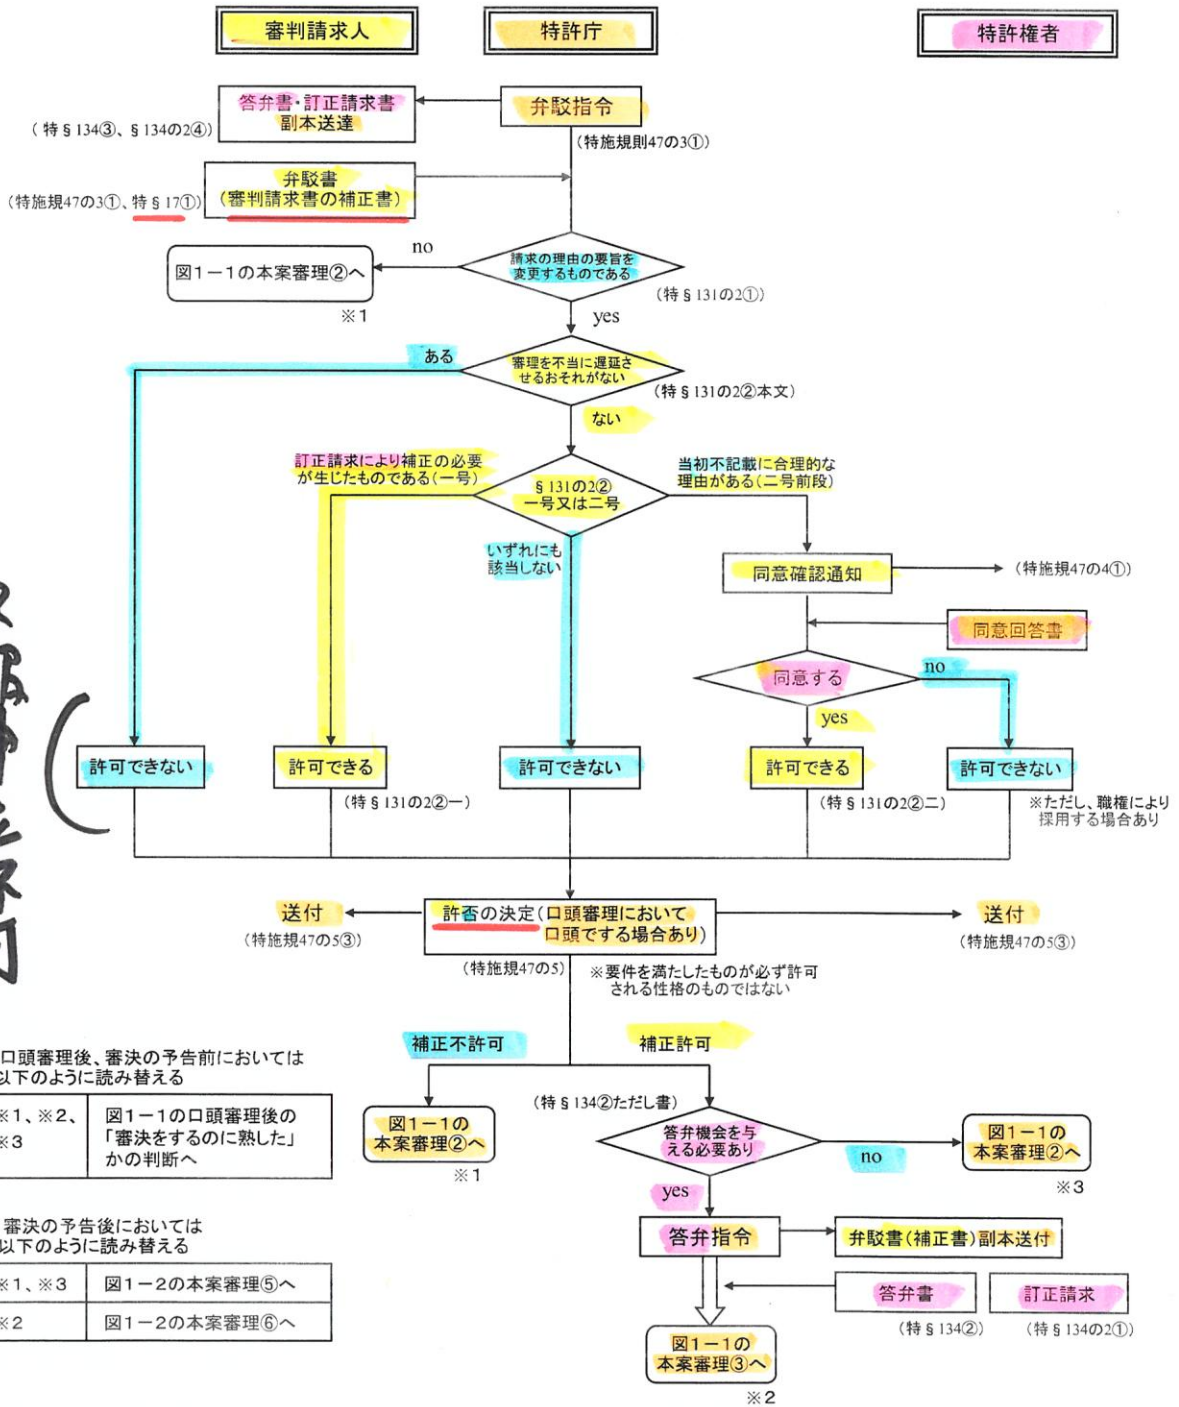 審判請求人
特許庁
特許権者
答弁書・訂正請求書
副本送達
(特§134③、§134の2④)
弁駁指令
(特施規則47の3①)
弁駁書
(審判請求書の補正書)
(特施規47の3①、特§17①)
請求の理由の要旨を
変更するものである
(特§131の2①)
no
図1-1の本案審理②へ
※1
yes
審理を不当に遅延さ
せるおそれがない
(特§131の2②本文)
ある
ない
§131の2②
一号又は二号
訂正請求により補正の必要
が生じたものである(一号)
当初不記載に合理的な
理由がある(二号前段)
いずれにも
該当しない
同意確認通知
(特施規47の4①)
同意回答書
同意する
no
yes
許可できない
許可できる
(特§131の2②一)
許可できない
許可できる
(特§131の2②二)
許可できない
※ただし、職権により
採用する場合あり
許否の決定(口頭審理において
口頭でする場合あり)
送付
(特施規47の5③)
送付
(特施規47の5③)
(特施規47の5)
※要件を満たしたものが必ず許可
される性格のものではない
補正不許可
補正許可
図1-1の
本案審理②へ
※1
(特§134②ただし書)
答弁機会を与
える必要あり
no
図1-1の
本案審理②へ
※3
yes
答弁指令
弁駁書(補正書)副本送付
答弁書
(特§134②)
訂正請求
(特§134の2①)
図1-1の
本案審理③へ
※2
口頭審理後、審決の予告前においては
以下のように読み替える
※1、※2、
※3
図1-1の口頭審理後の
「審決をするのに熟した」
かの判断へ
審決の予告後においては
以下のように読み替える
※1、※3 図1-2の本案審理⑤へ
※2 図1-2の本案審理⑥へ